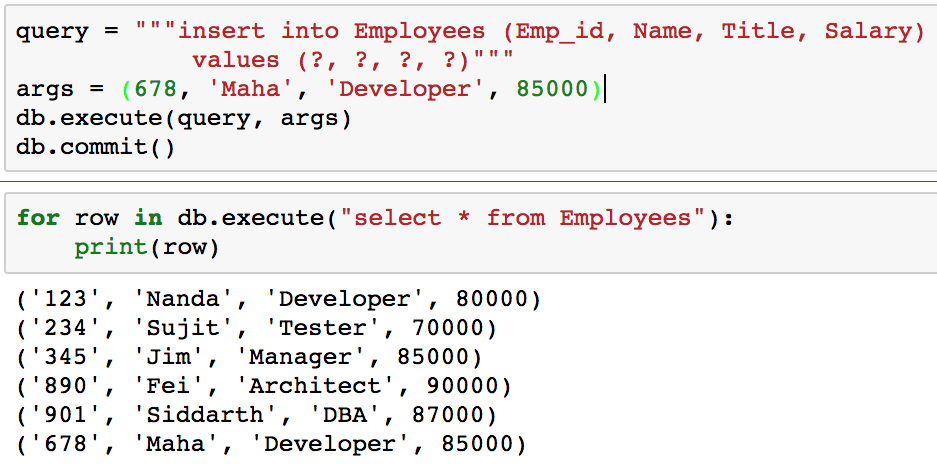 query = """insert into Employees (Emp_id, Name, Title, Salary)
            values (?, ?, ?, ?)"""
args = (678, 'Maha', 'Developer', 85000)
db.execute(query, args)
db.commit()
for row in db.execute("select * from Employees"):
    print(row)
('123', 'Nanda', 'Developer', 80000)
('234', 'Sujit', 'Tester', 70000)
('345', 'Jim', 'Manager', 85000)
('890', 'Fei', 'Architect', 90000)
('901', 'Siddarth', 'DBA', 87000)
('678', 'Maha', 'Developer', 85000)